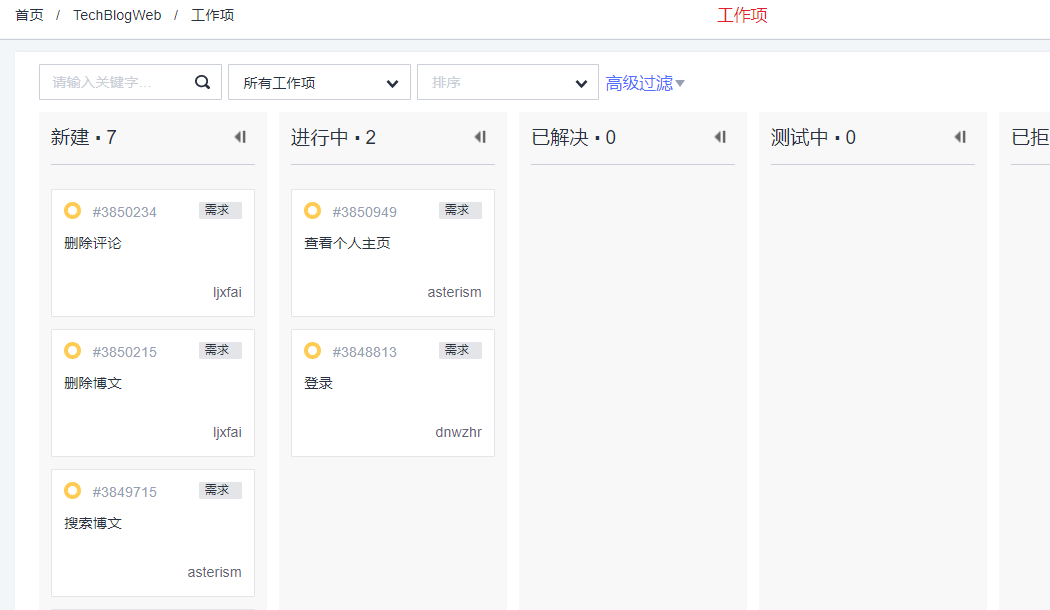 首页 / TechBlogWeb / 工作项
工作项
请输入关键字...
所有工作项
排序
高级过滤
新建 · 7
#3850234 需求
删除评论
ljxfai
#3850215 需求
删除博文
ljxfai
#3849715 需求
搜索博文
asterism
进行中 · 2
#3850949 需求
查看个人主页
asterism
#3848813 需求
登录
dnwzhr
已解决 · 0
测试中 · 0
已拒